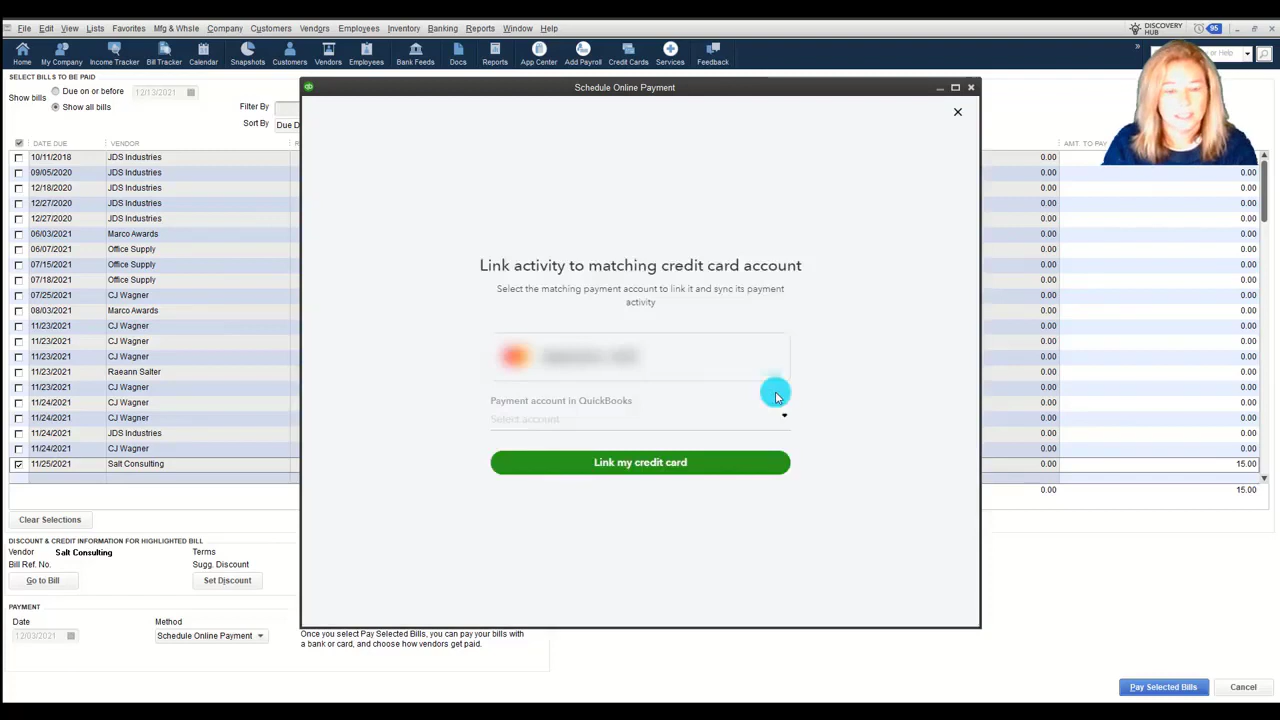 File Edit View Lists Favorites Mfg & Whsle Company Customers Vendors Employees Inventory Banking Reports Window Help
DISCOVERY HUB 95
Home My Company Income Tracker Bill Tracker Calendar Snapshots Customers Vendors Employees Bank Feeds Docs Reports App Center Add Payroll Credit Cards Services Feedback
or Help
SELECT BILLS TO BE PAID
Show bills Due on or before 12/13/2021
Show all bills
Filter By
Sort By Due D
DATE DUE VENDOR AMT. TO PAY
10/11/2018 JDS Industries 0.00
09/05/2020 JDS Industries 0.00 0.00
12/18/2020 JDS Industries 0.00 0.00
12/27/2020 JDS Industries 0.00 0.00
12/27/2020 JDS Industries 0.00 0.00
06/03/2021 Marco Awards 0.00 0.00
06/07/2021 Office Supply 0.00 0.00
07/15/2021 Office Supply 0.00 0.00
07/18/2021 Office Supply 0.00 0.00
07/25/2021 CJ Wagner 0.00 0.00
08/03/2021 Marco Awards 0.00 0.00
11/23/2021 CJ Wagner 0.00 0.00
11/23/2021 CJ Wagner 0.00 0.00
11/23/2021 CJ Wagner 0.00 0.00
11/23/2021 Raeann Salter 0.00 0.00
11/23/2021 CJ Wagner 0.00 0.00
11/24/2021 CJ Wagner 0.00 0.00
11/24/2021 CJ Wagner 0.00 0.00
11/24/2021 JDS Industries 0.00 0.00
11/24/2021 CJ Wagner 0.00 0.00
11/25/2021 Salt Consulting 0.00 15.00
0.00 15.00
Clear Selections
DISCOUNT & CREDIT INFORMATION FOR HIGHLIGHTED BILL
Vendor Salt Consulting Terms
Bill Ref. No. Sugg. Discount
Go to Bill Set Discount
PAYMENT
Date Method
12/03/2021 Schedule Online Payment
Once you select Pay Selected Bills, you can pay your bills with
a bank or card, and choose how vendors get paid.
Pay Selected Bills Cancel
Schedule Online Payment
Link activity to matching credit card account
Select the matching payment account to link it and sync its payment
activity
Payment account in QuickBooks
Select account
Link my credit card